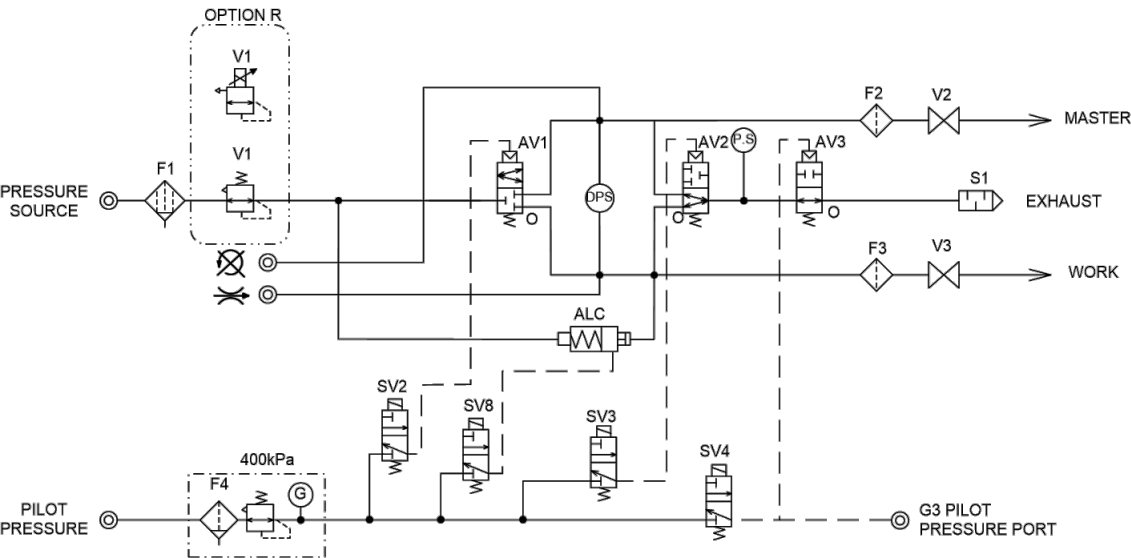 OPTION R
V1
F2
V2
MASTER
AV1
AV2
P.S
AV3
F1
V1
S1
PRESSURE
SOURCE
DPS
O
O
O
EXHAUST
F3
V3
WORK
ALC
SV2
SV8
SV3
SV4
400kPa
F4
G
PILOT
PRESSURE
G3 PILOT
PRESSURE PORT